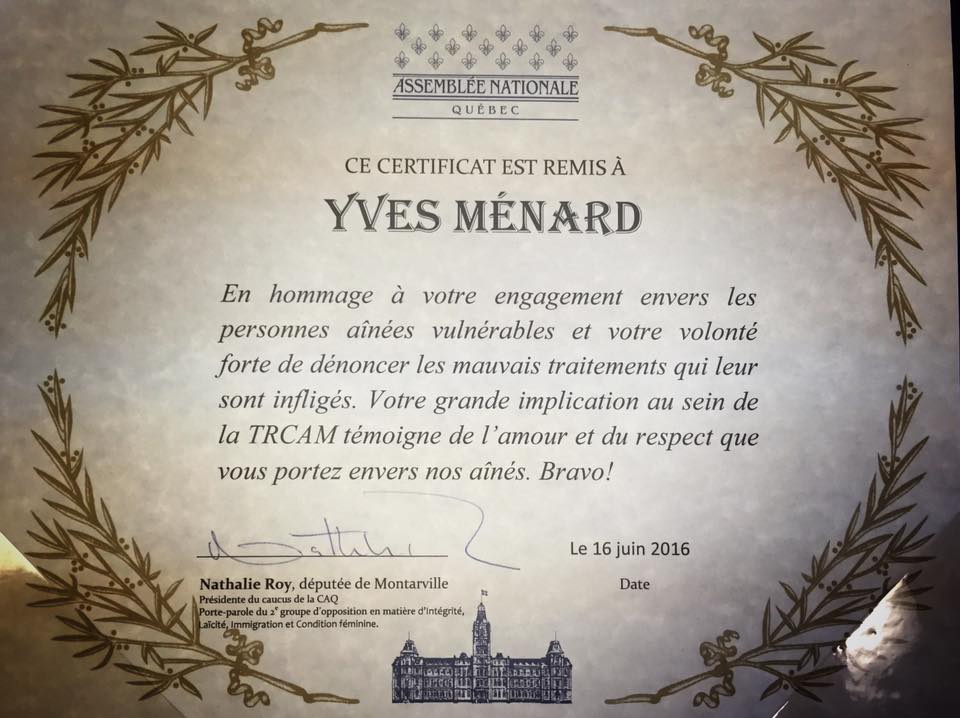 ASSEMBLÉE NATIONALE
QUÉBEC
CE CERTIFICAT EST REMIS À
YVES MÉNARD
En hommage à votre engagement envers les
personnes aînées vulnérables et votre volonté
forte de dénoncer les mauvais traitements qui leur
sont infligés. Votre grande implication au sein de
la TRCAM témoigne de l'amour et du respect que
vous portez envers nos aînés. Bravo!
Le 16 juin 2016
Nathalie Roy, députée de Montarville
Date
Présidente du caucus de la CAQ
Porte-parole du 2e groupe d'opposition en matière d'Intégrité,
Laïcité, Immigration et Condition féminine.